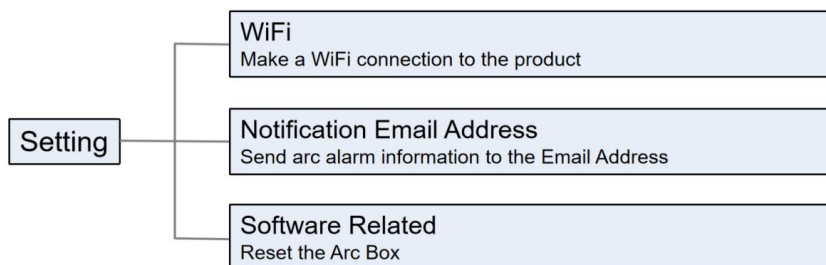 Setting
WiFi
Make a WiFi connection to the product
Notification Email Address
Send arc alarm information to the Email Address
Software Related
Reset the Arc Box